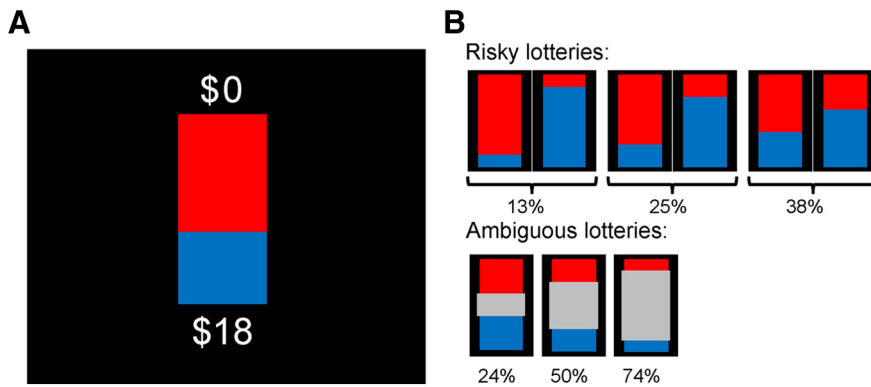 A
$0
$18
B
Risky lotteries:
13% 25% 38%
Ambiguous lotteries:
24% 50% 74%